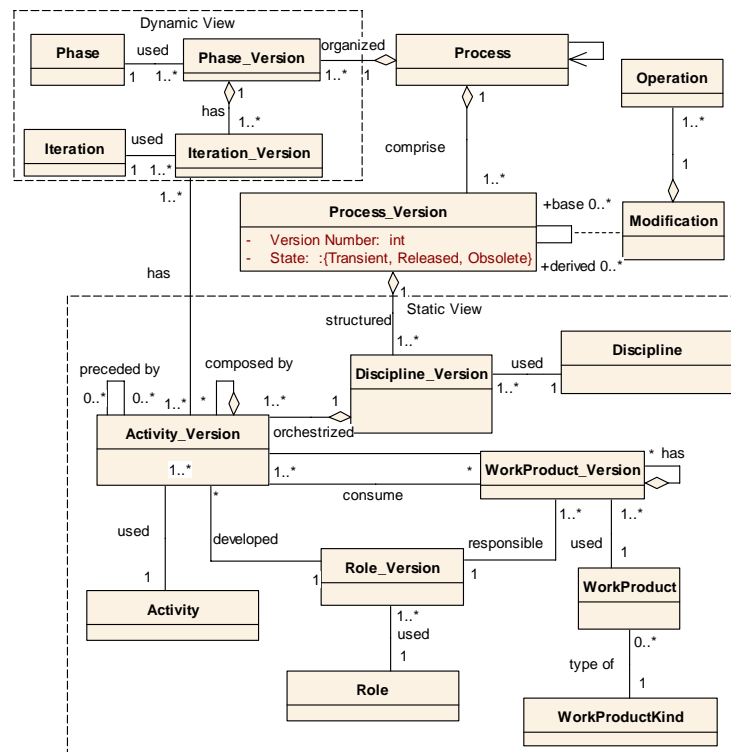 Dynamic View
Phase
used
1
1..*
Phase_Version
organized
1..*
1
Process
1
has
1..*
Operation
1..*
Iteration
used
1
1..*
Iteration_Version
1..*
comprise
1..*
1
Process_Version
- Version Number: int
- State: :{Transient, Released, Obsolete}
+base 0..*
+derived 0..*
Modification
has
1
Static View
structured
1..*
Discipline_Version
used
1..*
1
Discipline
preceded by
0..*
0..*
composed by
*
1..*
1..*
1
orchestrized
Activity_Version
1..*
1..*
*
consume
WorkProduct_Version
*
has
used
1
*
developed
1
Role_Version
responsible
1
1..*
1..*
used
1
WorkProduct
Activity
1..*
used
1
Role
0..*
type of
1
WorkProductKind